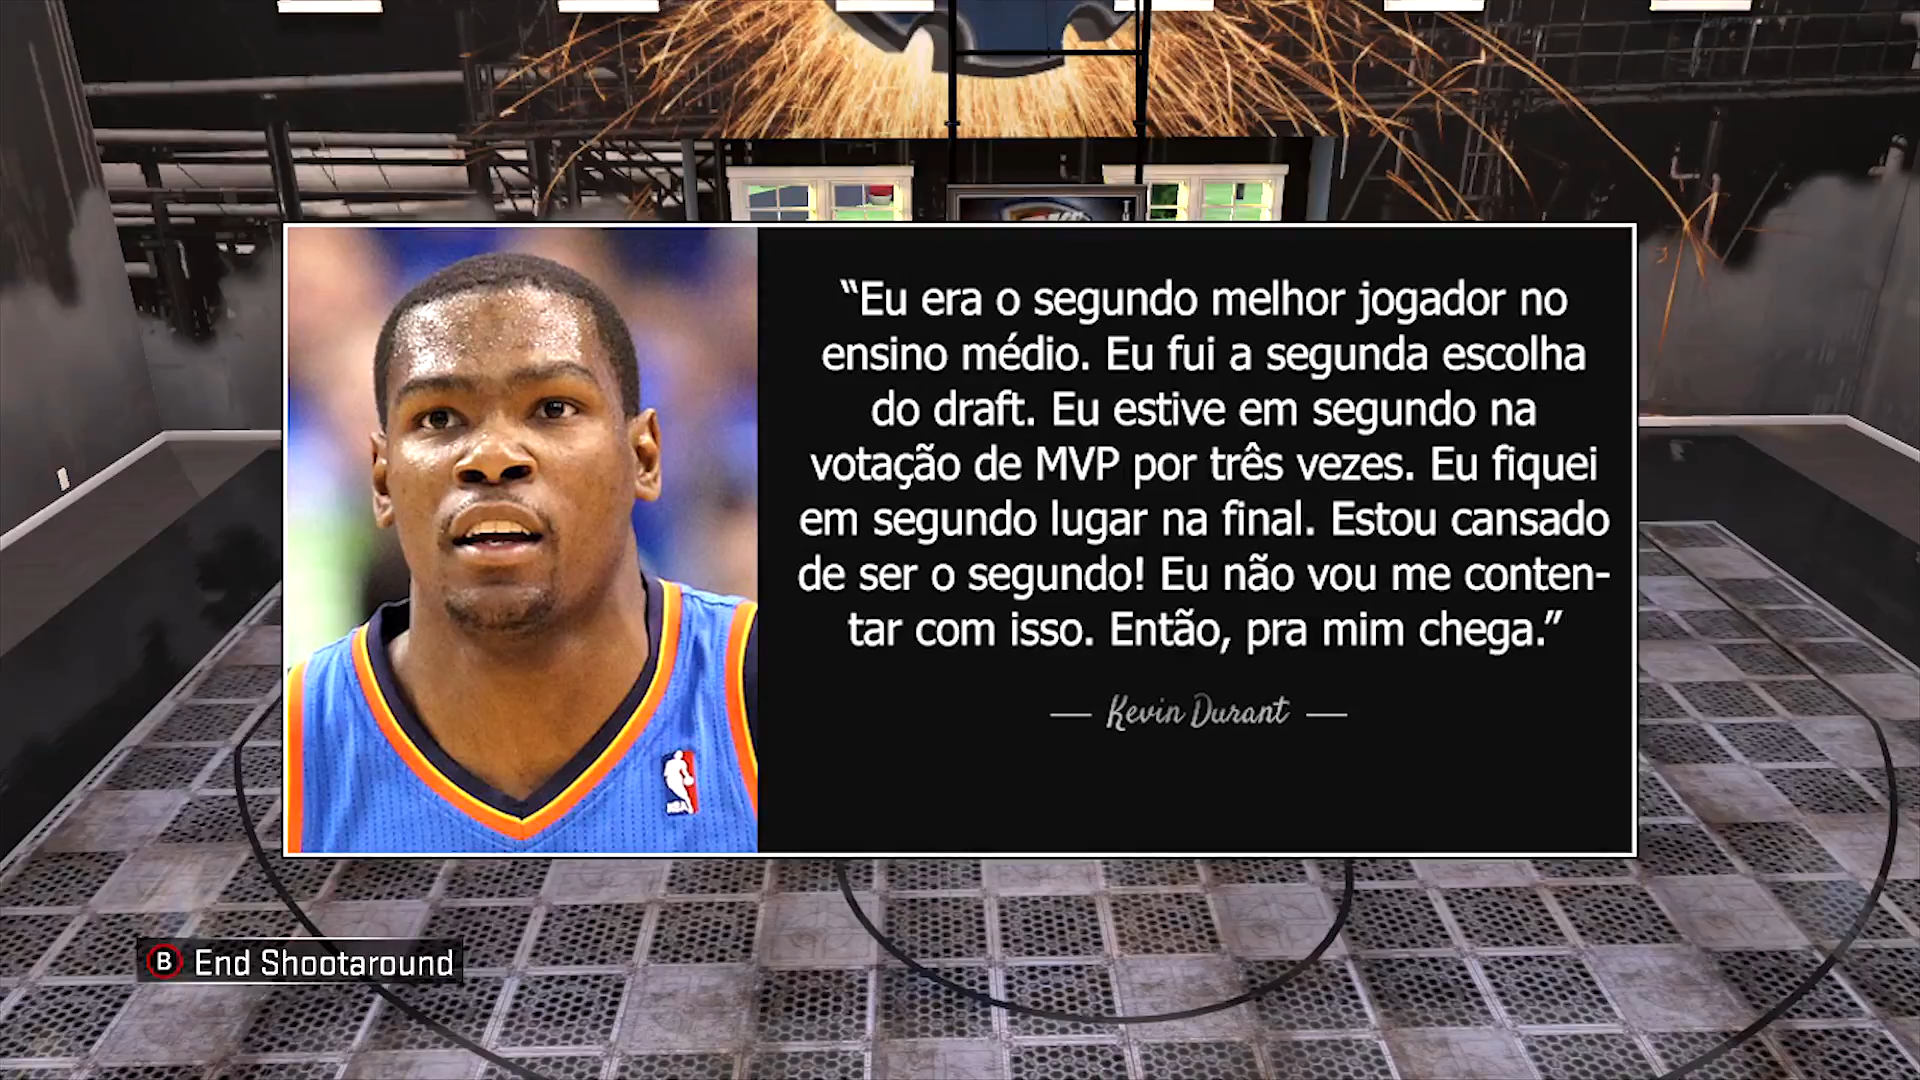 “Eu era o segundo melhor jogador no
ensino médio. Eu fui a segunda escolha
do draft. Eu estive em segundo na
votação de MVP por três vezes. Eu fiquei
em segundo lugar na final. Estou cansado
de ser o segundo! Eu não vou me conten-
tar com isso. Então, pra mim chega.”
— Kevin Durant —
NBA
B End Shootaround